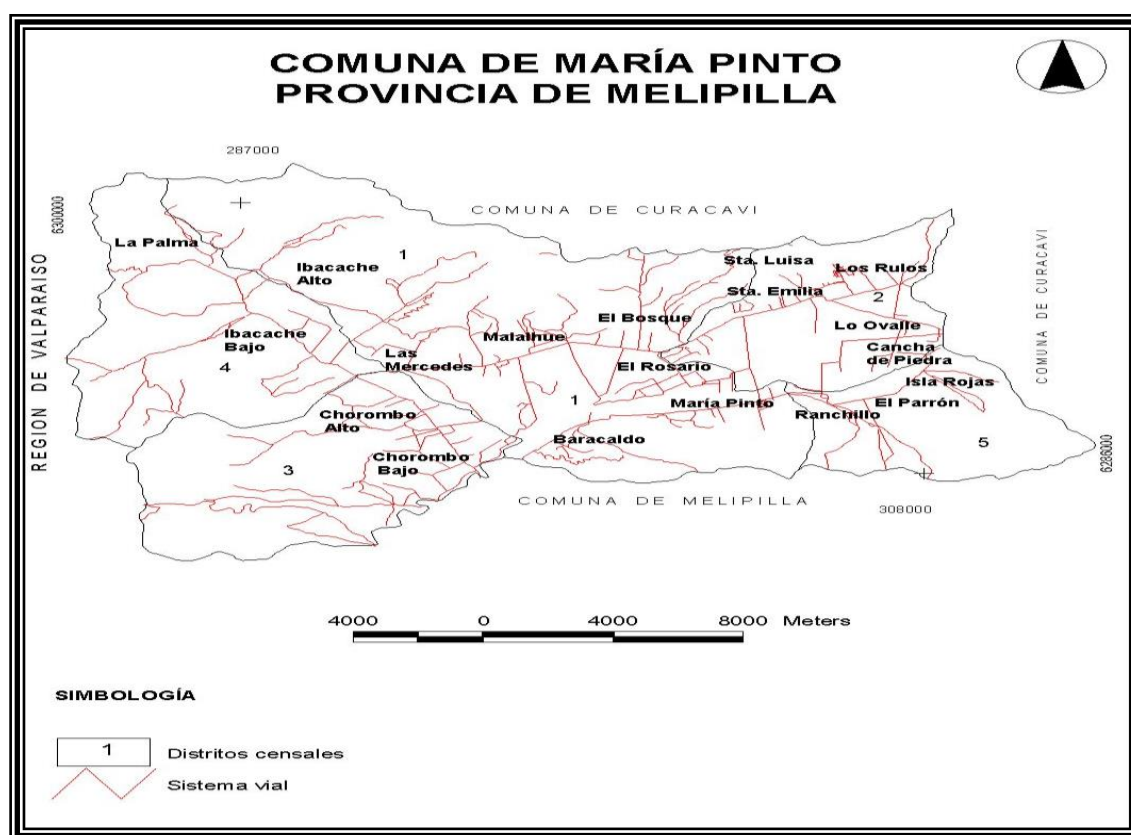 COMUNA DE MARÍA PINTO
PROVINCIA DE MELIPILLA
287000
6300000
COMUNA DE CURACAVI
COMUNA DE CURACAVI
REGION DE VALPARAISO
La Palma
Ibacache
Alto
1
Sta. Luisa
Los Rulos
Sta. Emilia
2
El Bosque
Lo Ovalle
Malalhue
Ibacache
Bajo
4
Las
Mercedes
Cancha
de Piedra
El Rosario
Isla Rojas
1
María Pinto
El Parrón
Ranchillo
Chorombo
Alto
Baracaldo
5
Chorombo
Bajo
3
6286000
COMUNA DE MELIPILLA
308000
4000 0 4000 8000 Meters
SIMBOLOGÍA
1 Distritos censales
Sistema vial